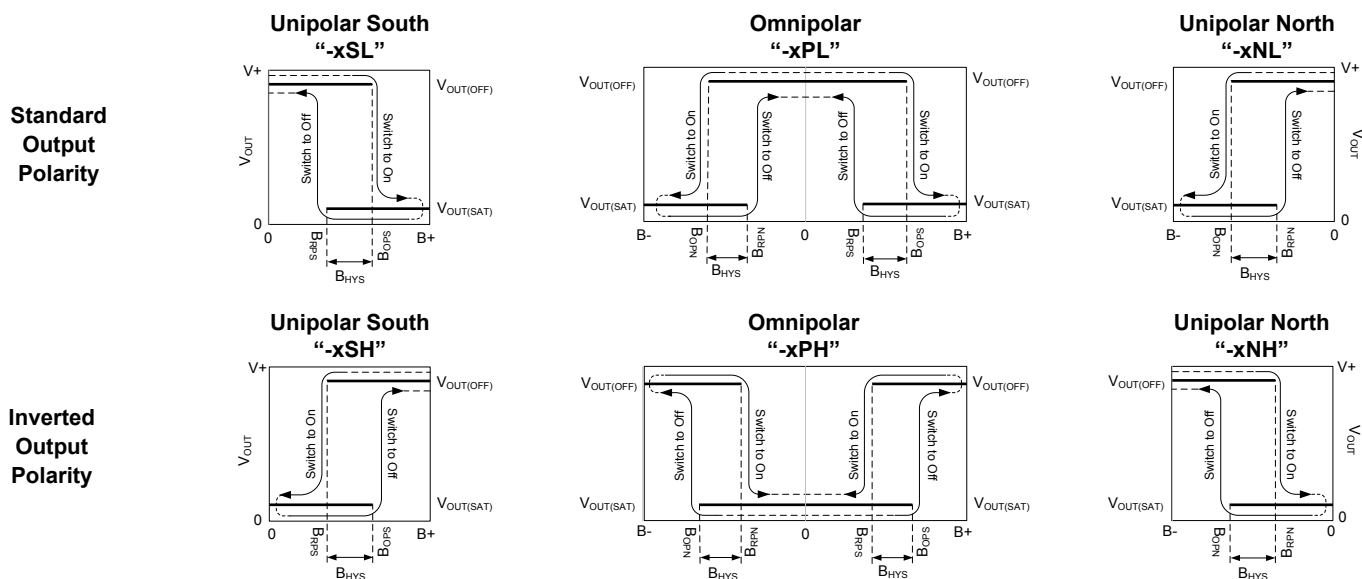 Unipolar South
“-xSL”
Omnipolar
“-xPL”
Unipolar North
“-xNL”
Standard
Output
Polarity
V+
VOUT(OFF)
Switch to Off
Switch to On
VOUT
VOUT(SAT)
0
0
BRPS
BOPS
B+
BHYS
VOUT(OFF)
Switch to On
Switch to Off
Switch to Off
Switch to On
VOUT(OFF)
VOUT(SAT)
VOUT(SAT)
B-
BOPN
BRPN
0
BRPS
BOPS
B+
BHYS
BHYS
V+
VOUT(OFF)
Switch to On
Switch to Off
VOUT
VOUT(SAT)
0
B-
BOPN
BRPN
0
BHYS
Unipolar South
“-xSH”
Omnipolar
“-xPH”
Unipolar North
“-xNH”
Inverted
Output
Polarity
V+
VOUT(OFF)
Switch to On
Switch to Off
VOUT
VOUT(SAT)
0
0
BRPS
BOPS
B+
BHYS
VOUT(OFF)
Switch to Off
Switch to On
Switch to On
Switch to Off
VOUT(OFF)
VOUT(SAT)
VOUT(SAT)
B-
BOPN
BRPN
0
BRPS
BOPS
B+
BHYS
BHYS
V+
VOUT(OFF)
Switch to Off
Switch to On
VOUT
VOUT(SAT)
0
B-
BOPN
BRPN
0
BHYS